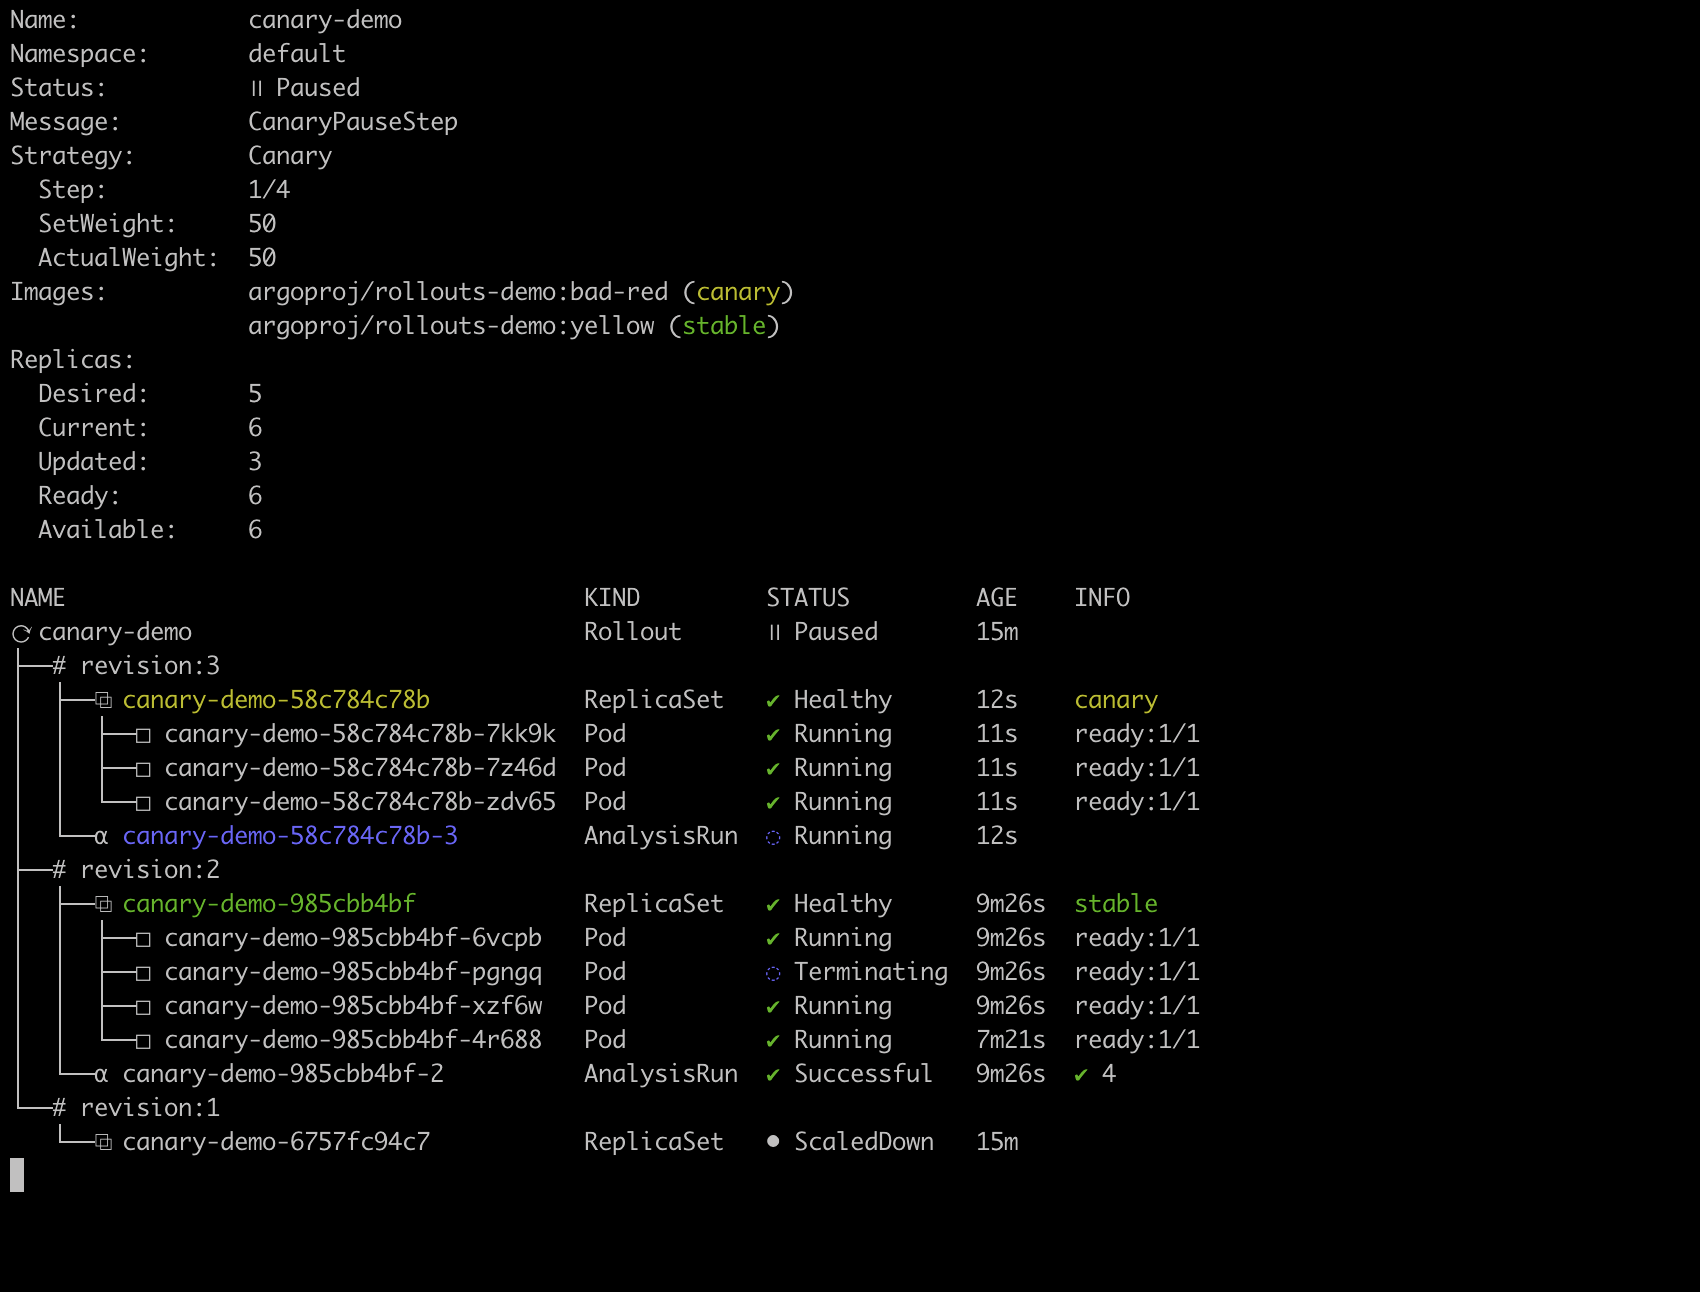 Name: canary-demo
Namespace: default
Status: ॥ Paused
Message: CanaryPauseStep
Strategy: Canary
Step: 1/4
SetWeight: 50
ActualWeight: 50
Images: argoproj/rollouts-demo:bad-red (canary)
argoproj/rollouts-demo:yellow (stable)
Replicas:
Desired: 5
Current: 6
Updated: 3
Ready: 6
Available: 6
NAME KIND STATUS AGE INFO
⟳ canary-demo Rollout ॥ Paused 15m
├──# revision:3
│ ├──⧉ canary-demo-58c784c78b ReplicaSet ✔ Healthy 12s canary
│ │ ├──□ canary-demo-58c784c78b-7kk9k Pod ✔ Running 11s ready:1/1
│ │ ├──□ canary-demo-58c784c78b-7z46d Pod ✔ Running 11s ready:1/1
│ │ └──□ canary-demo-58c784c78b-zdv65 Pod ✔ Running 11s ready:1/1
│ └──α canary-demo-58c784c78b-3 AnalysisRun ◌ Running 12s
├──# revision:2
│ ├──⧉ canary-demo-985cbb4bf ReplicaSet ✔ Healthy 9m26s stable
│ │ ├──□ canary-demo-985cbb4bf-6vcpb Pod ✔ Running 9m26s ready:1/1
│ │ ├──□ canary-demo-985cbb4bf-pgngq Pod ◌ Terminating 9m26s ready:1/1
│ │ ├──□ canary-demo-985cbb4bf-xzf6w Pod ✔ Running 9m26s ready:1/1
│ │ └──□ canary-demo-985cbb4bf-4r688 Pod ✔ Running 7m21s ready:1/1
│ └──α canary-demo-985cbb4bf-2 AnalysisRun ✔ Successful 9m26s ✔ 4
└──# revision:1
└──⧉ canary-demo-6757fc94c7 ReplicaSet • ScaledDown 15m